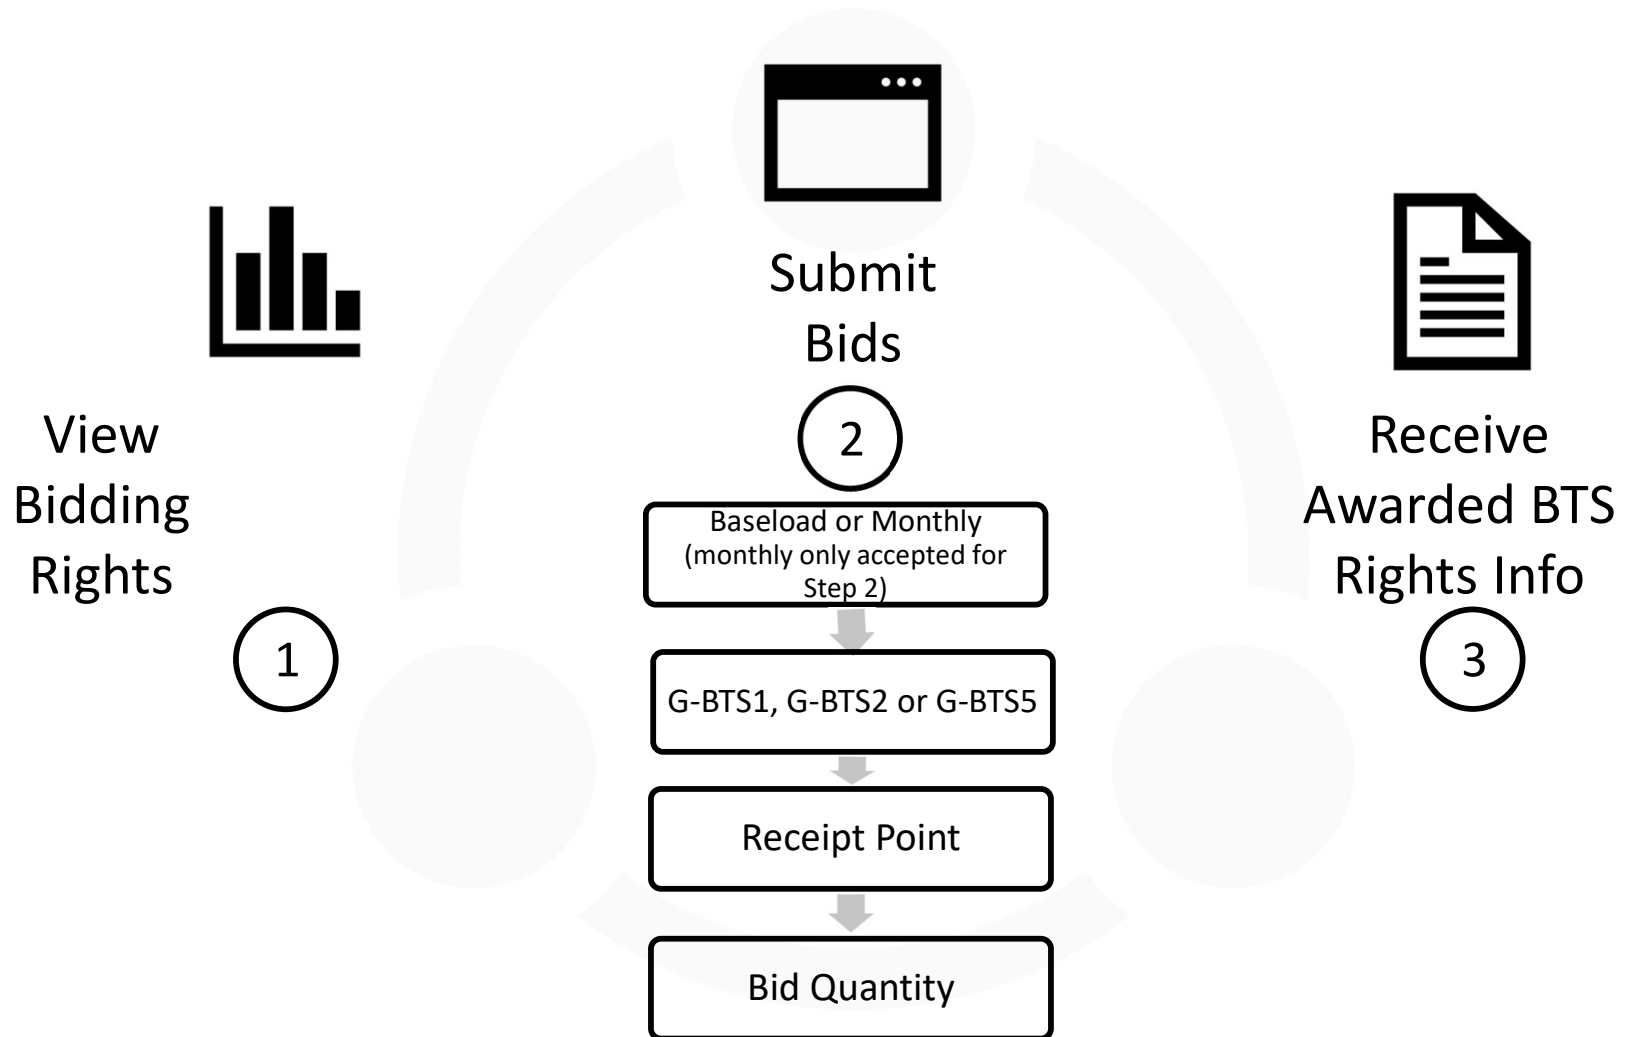 View
Bidding
Rights
1
Submit
Bids
2
Baseload or Monthly
(monthly only accepted for
Step 2)
G-BTS1, G-BTS2 or G-BTS5
Receipt Point
Bid Quantity
Receive
Awarded BTS
Rights Info
3